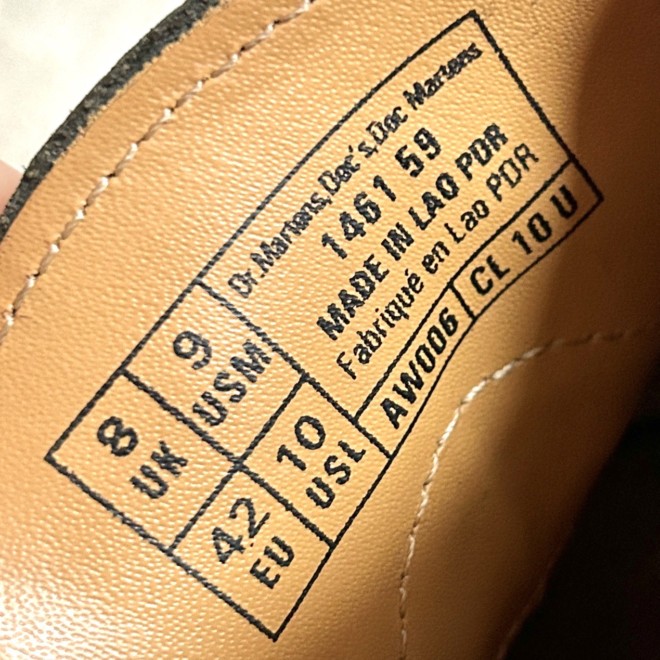 Dr.Martens,Doc's,Doc Martens
1461 59
MADE IN LAO PDR
Fabriqué en Lao PDR
AW006 CL 10 U
8 UK
9 USM
42 EU
10 USL